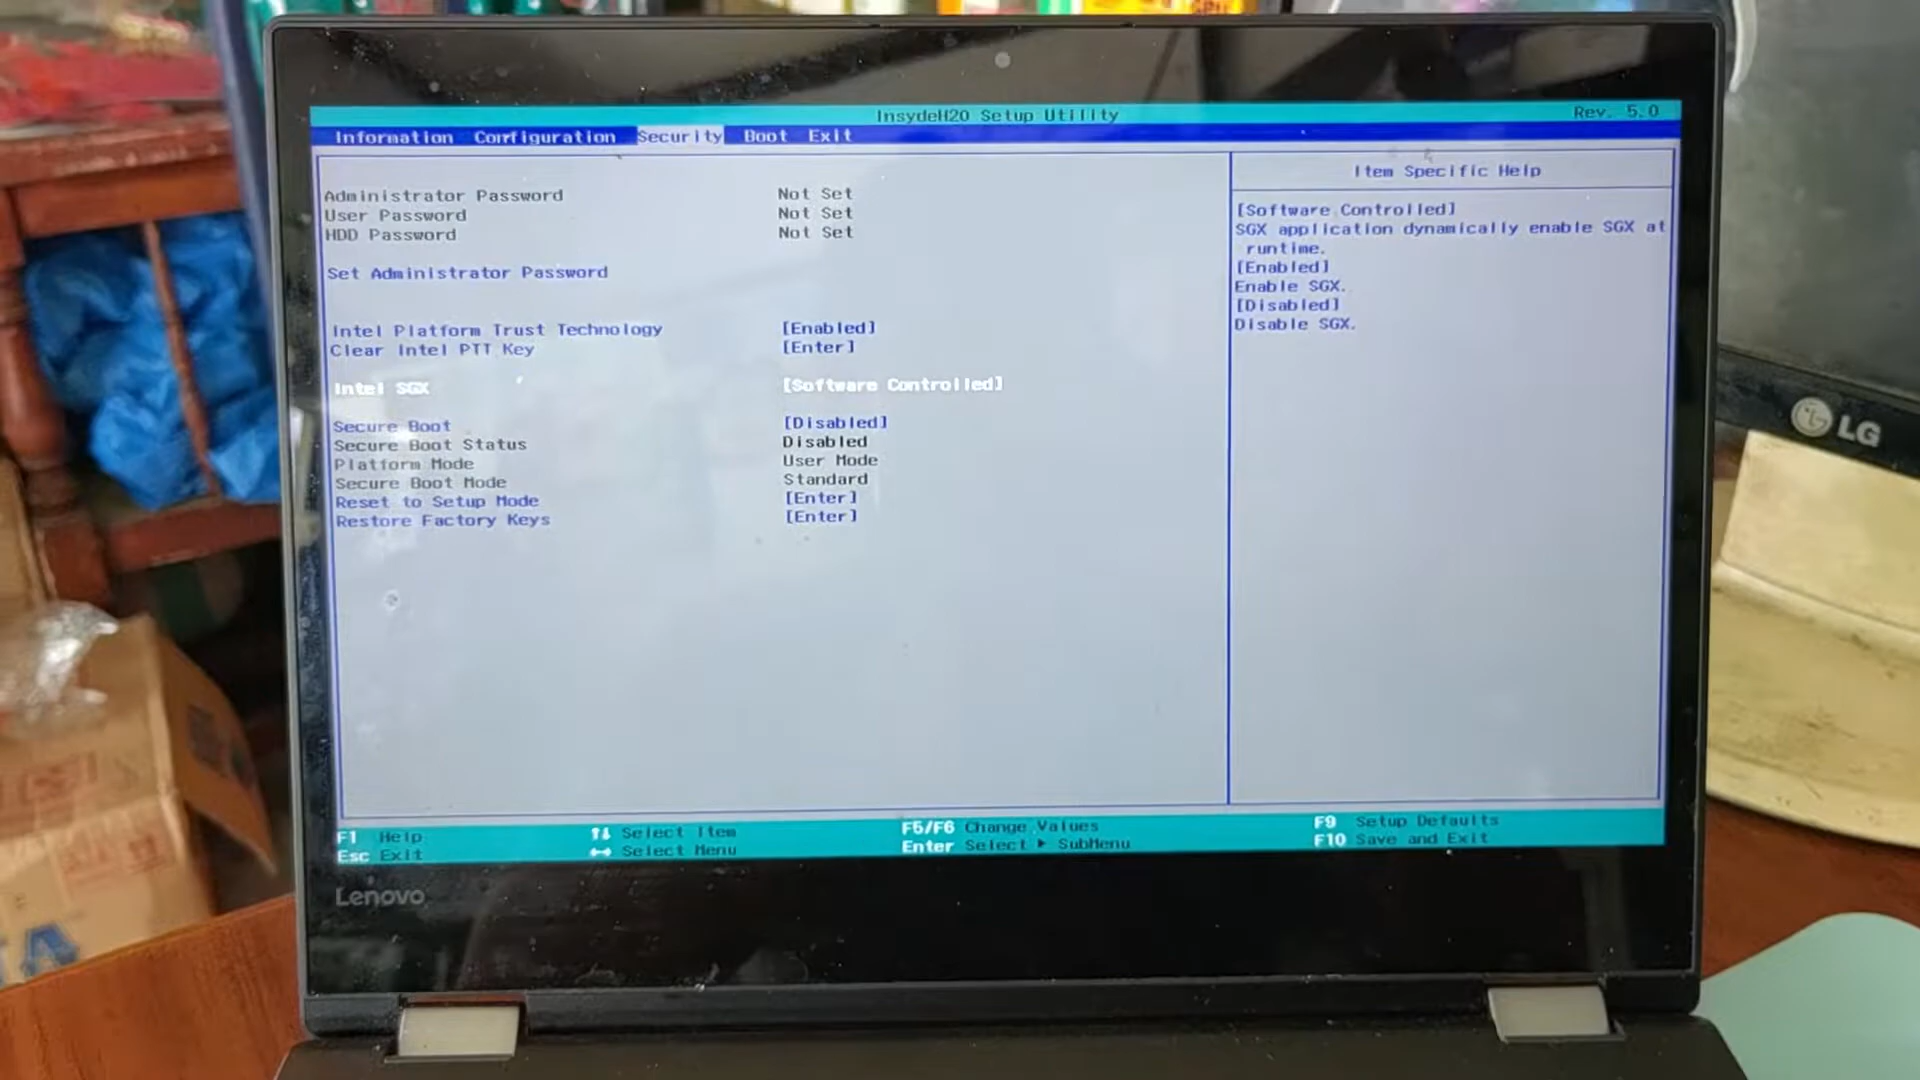 InsydeH2O Setup Utility Rev. 5.0
Information Configuration Security Boot Exit
Item Specific Help
Administrator Password Not Set
User Password Not Set
HDD Password Not Set
Set Administrator Password
Intel Platform Trust Technology [Enabled]
Clear Intel PTT Key [Enter]
Intel SGX [Software Controlled]
Secure Boot [Disabled]
Secure Boot Status Disabled
Platform Mode User Mode
Secure Boot Mode Standard
Reset to Setup Mode [Enter]
Restore Factory Keys [Enter]
[Software Controlled]
SGX application dynamically enable SGX at
runtime.
[Enabled]
Enable SGX.
[Disabled]
Disable SGX.
F1 Help ↑↓ Select Item F5/F6 Change Values F9 Setup Defaults
Esc Exit ↔ Select Menu Enter Select ▶ SubMenu F10 Save and Exit
Lenovo
LG